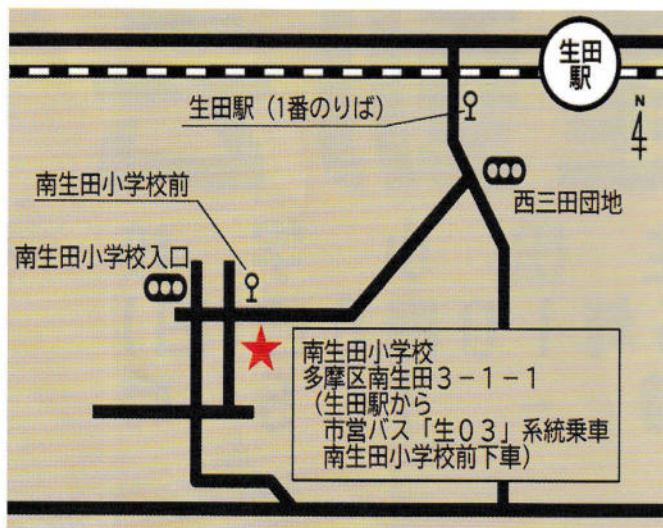 生田
駅
生田駅（1番のりば）
N
南生田小学校前
西三田団地
南生田小学校入口
南生田小学校
多摩区南生田３－１－１
（生田駅から
市営バス「生０３」系統乗車
南生田小学校前下車）